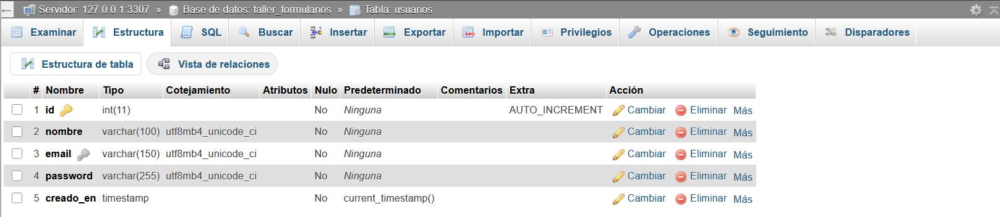 Servidor: 127.0.0.1:3307 » Base de datos: taller_formularios » Tabla: usuarios
Examinar Estructura SQL Buscar Insertar Exportar Importar Privilegios Operaciones Seguimiento Disparadores
Estructura de tabla Vista de relaciones
# Nombre Tipo Cotejamiento Atributos Nulo Predeterminado Comentarios Extra Acción
1 id int(11) No Ninguna AUTO_INCREMENT Cambiar Eliminar Más
2 nombre varchar(100) utf8mb4_unicode_ci No Ninguna Cambiar Eliminar Más
3 email varchar(150) utf8mb4_unicode_ci No Ninguna Cambiar Eliminar Más
4 password varchar(255) utf8mb4_unicode_ci No Ninguna Cambiar Eliminar Más
5 creado_en timestamp No current_timestamp() Cambiar Eliminar Más